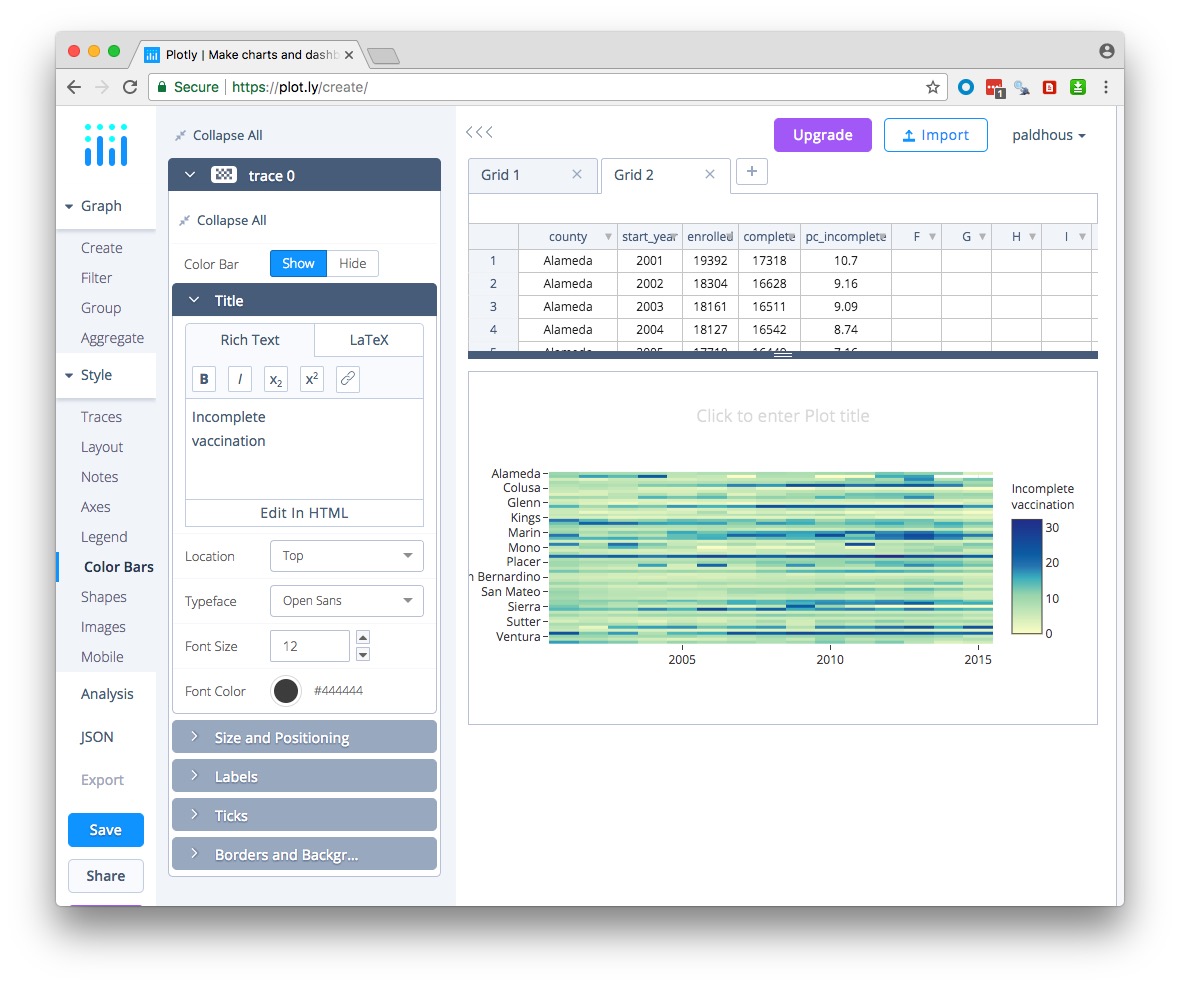 Plotly | Make charts and dashb
Secure https://plot.ly/create/
1
Graph
Create
Filter
Group
Aggregate
Style
Traces
Layout
Notes
Axes
Legend
Color Bars
Shapes
Images
Mobile
Analysis
JSON
Export
Save
Share
Collapse All
trace 0
Collapse All
Color Bar Show Hide
Title
Rich Text LaTeX
B I x₂ x²
Incomplete
vaccination
Edit In HTML
Location Top
Typeface Open Sans
Font Size 12
Font Color #444444
Size and Positioning
Labels
Ticks
Borders and Backgr...
Upgrade Import paldhous
Grid 1 Grid 2 +
county start_year enrolled complete pc_incomplete F G H I
1 Alameda 2001 19392 17318 10.7
2 Alameda 2002 18304 16628 9.16
3 Alameda 2003 18161 16511 9.09
4 Alameda 2004 18127 16542 8.74
Click to enter Plot title
Alameda
Colusa
Glenn
Kings
Marin
Mono
Placer
n Bernardino
San Mateo
Sierra
Sutter
Ventura
2005 2010 2015
Incomplete
vaccination
30
20
10
0